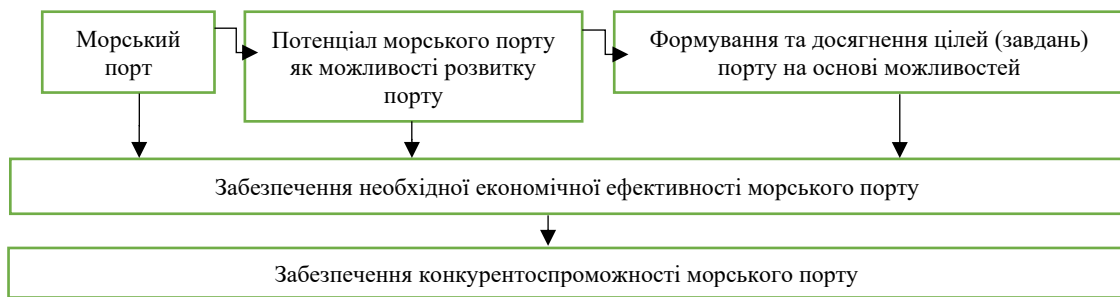 Морський
порт
Потенціал морського порту
як можливості розвитку
порту
Формування та досягнення цілей (завдань)
порту на основі можливостей
Забезпечення необхідної економічної ефективності морського порту
Забезпечення конкурентоспроможності морського порту